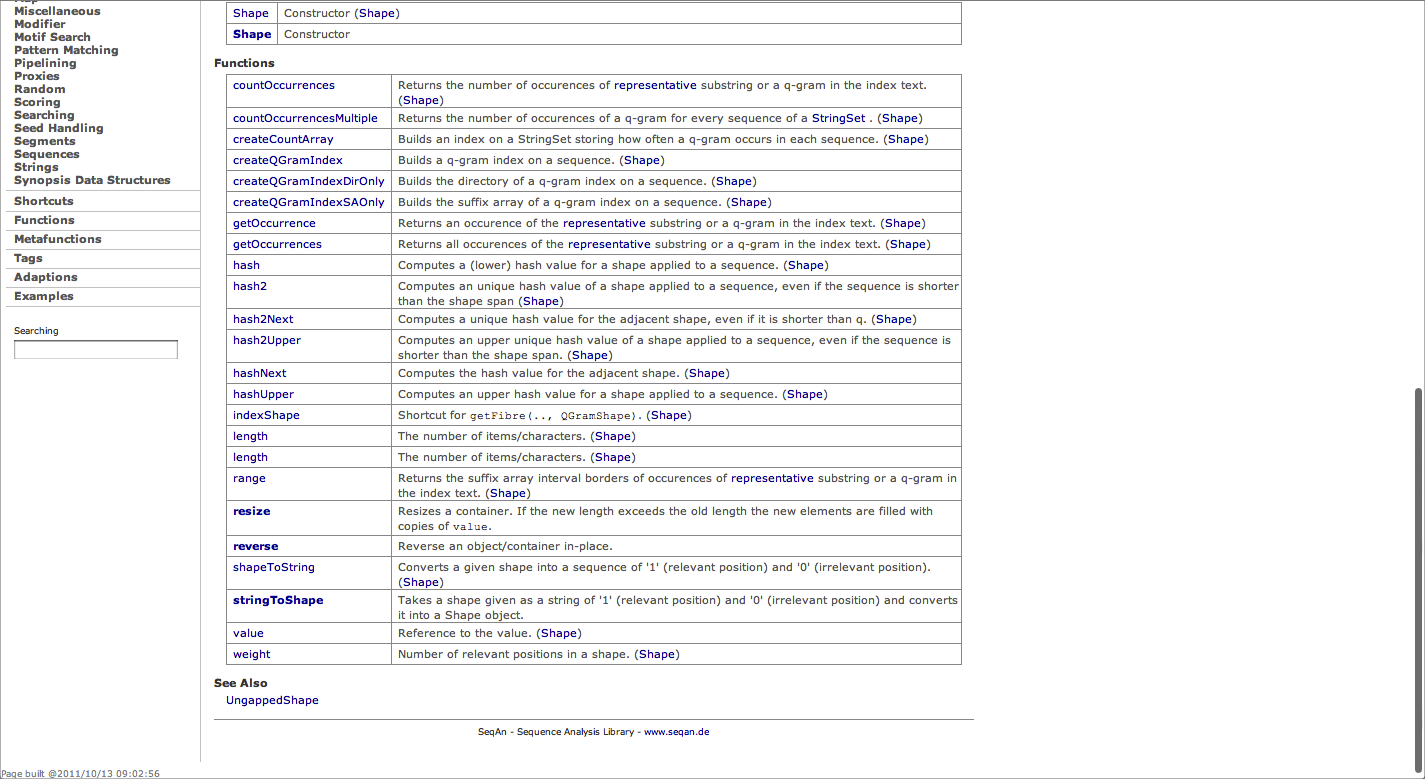 Miscellaneous
Modifier
Motif Search
Pattern Matching
Pipelining
Proxies
Random
Scoring
Searching
Seed Handling
Segments
Sequences
Strings
Synopsis Data Structures
Shortcuts
Functions
Metafunctions
Tags
Adaptions
Examples
Searching
Shape Constructor (Shape)
Shape Constructor
Functions
countOccurrences Returns the number of occurences of representative substring or a q-gram in the index text.
(Shape)
countOccurrencesMultiple Returns the number of occurences of a q-gram for every sequence of a StringSet . (Shape)
createCountArray Builds an index on a StringSet storing how often a q-gram occurs in each sequence. (Shape)
createQGramIndex Builds a q-gram index on a sequence. (Shape)
createQGramIndexDirOnly Builds the directory of a q-gram index on a sequence. (Shape)
createQGramIndexSAOnly Builds the suffix array of a q-gram index on a sequence. (Shape)
getOccurrence Returns an occurence of the representative substring or a q-gram in the index text. (Shape)
getOccurrences Returns all occurences of the representative substring or a q-gram in the index text. (Shape)
hash Computes a (lower) hash value for a shape applied to a sequence. (Shape)
hash2 Computes an unique hash value of a shape applied to a sequence, even if the sequence is shorter
than the shape span (Shape)
hash2Next Computes a unique hash value for the adjacent shape, even if it is shorter than q. (Shape)
hash2Upper Computes an upper unique hash value of a shape applied to a sequence, even if the sequence is
shorter than the shape span. (Shape)
hashNext Computes the hash value for the adjacent shape. (Shape)
hashUpper Computes an upper hash value for a shape applied to a sequence. (Shape)
indexShape Shortcut for getFibre(.., QGramShape). (Shape)
length The number of items/characters. (Shape)
length The number of items/characters. (Shape)
range Returns the suffix array interval borders of occurences of representative substring or a q-gram in
the index text. (Shape)
resize Resizes a container. If the new length exceeds the old length the new elements are filled with
copies of value.
reverse Reverse an object/container in-place.
shapeToString Converts a given shape into a sequence of '1' (relevant position) and '0' (irrelevant position).
(Shape)
stringToShape Takes a shape given as a string of '1' (relevant position) and '0' (irrelevant position) and converts
it into a Shape object.
value Reference to the value. (Shape)
weight Number of relevant positions in a shape. (Shape)
See Also
UngappedShape
SeqAn - Sequence Analysis Library - www.seqan.de
Page built @2011/10/13 09:02:56